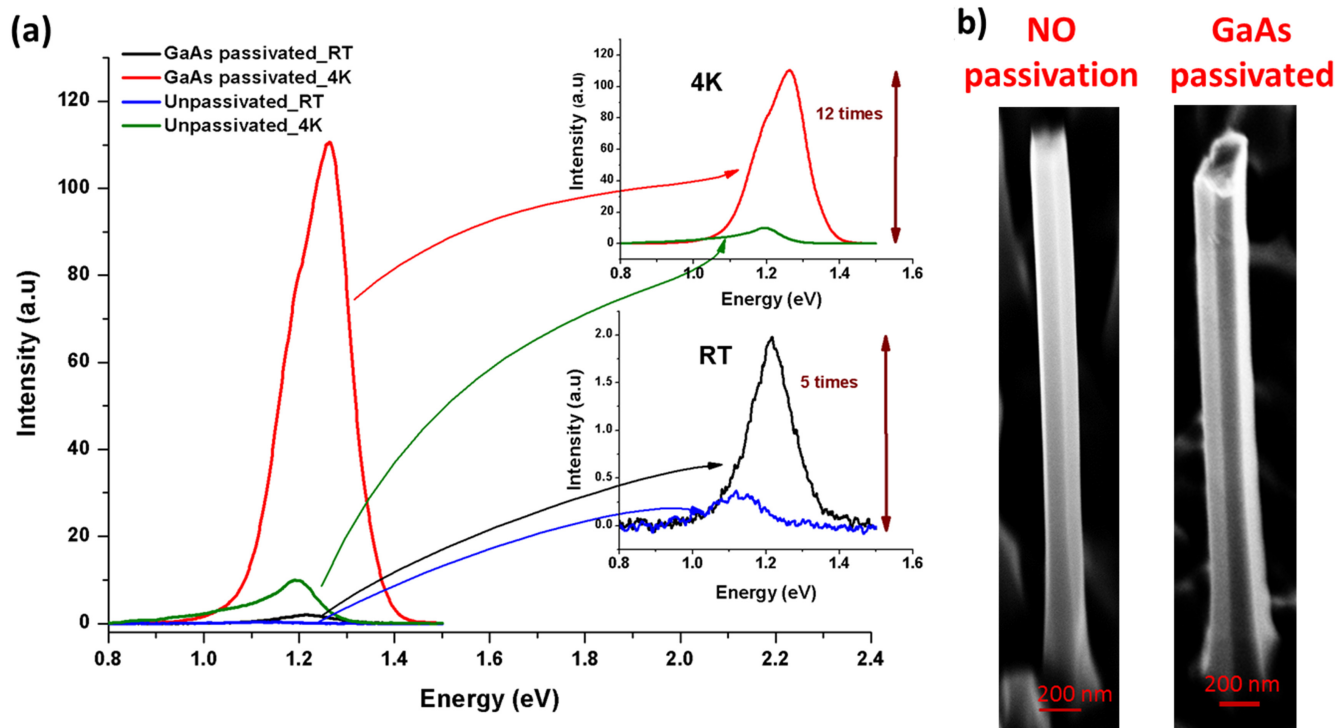 (a)
GaAs passivated_RT
GaAs passivated_4K
Unpassivated_RT
Unpassivated_4K
Intensity (a.u)
120
100
80
60
40
20
0
0.8 1.0 1.2 1.4 1.6 1.8 2.0 2.2 2.4
Energy (eV)
4K
12 times
Intensity (a.u)
120
100
80
60
40
20
0
0.8 1.0 1.2 1.4 1.6
Energy (eV)
RT
5 times
Intensity (a.u)
2.0
1.5
1.0
0.5
0.0
0.8 1.0 1.2 1.4 1.6
Energy (eV)
b)
NO
passivation
GaAs
passivated
200 nm
200 nm